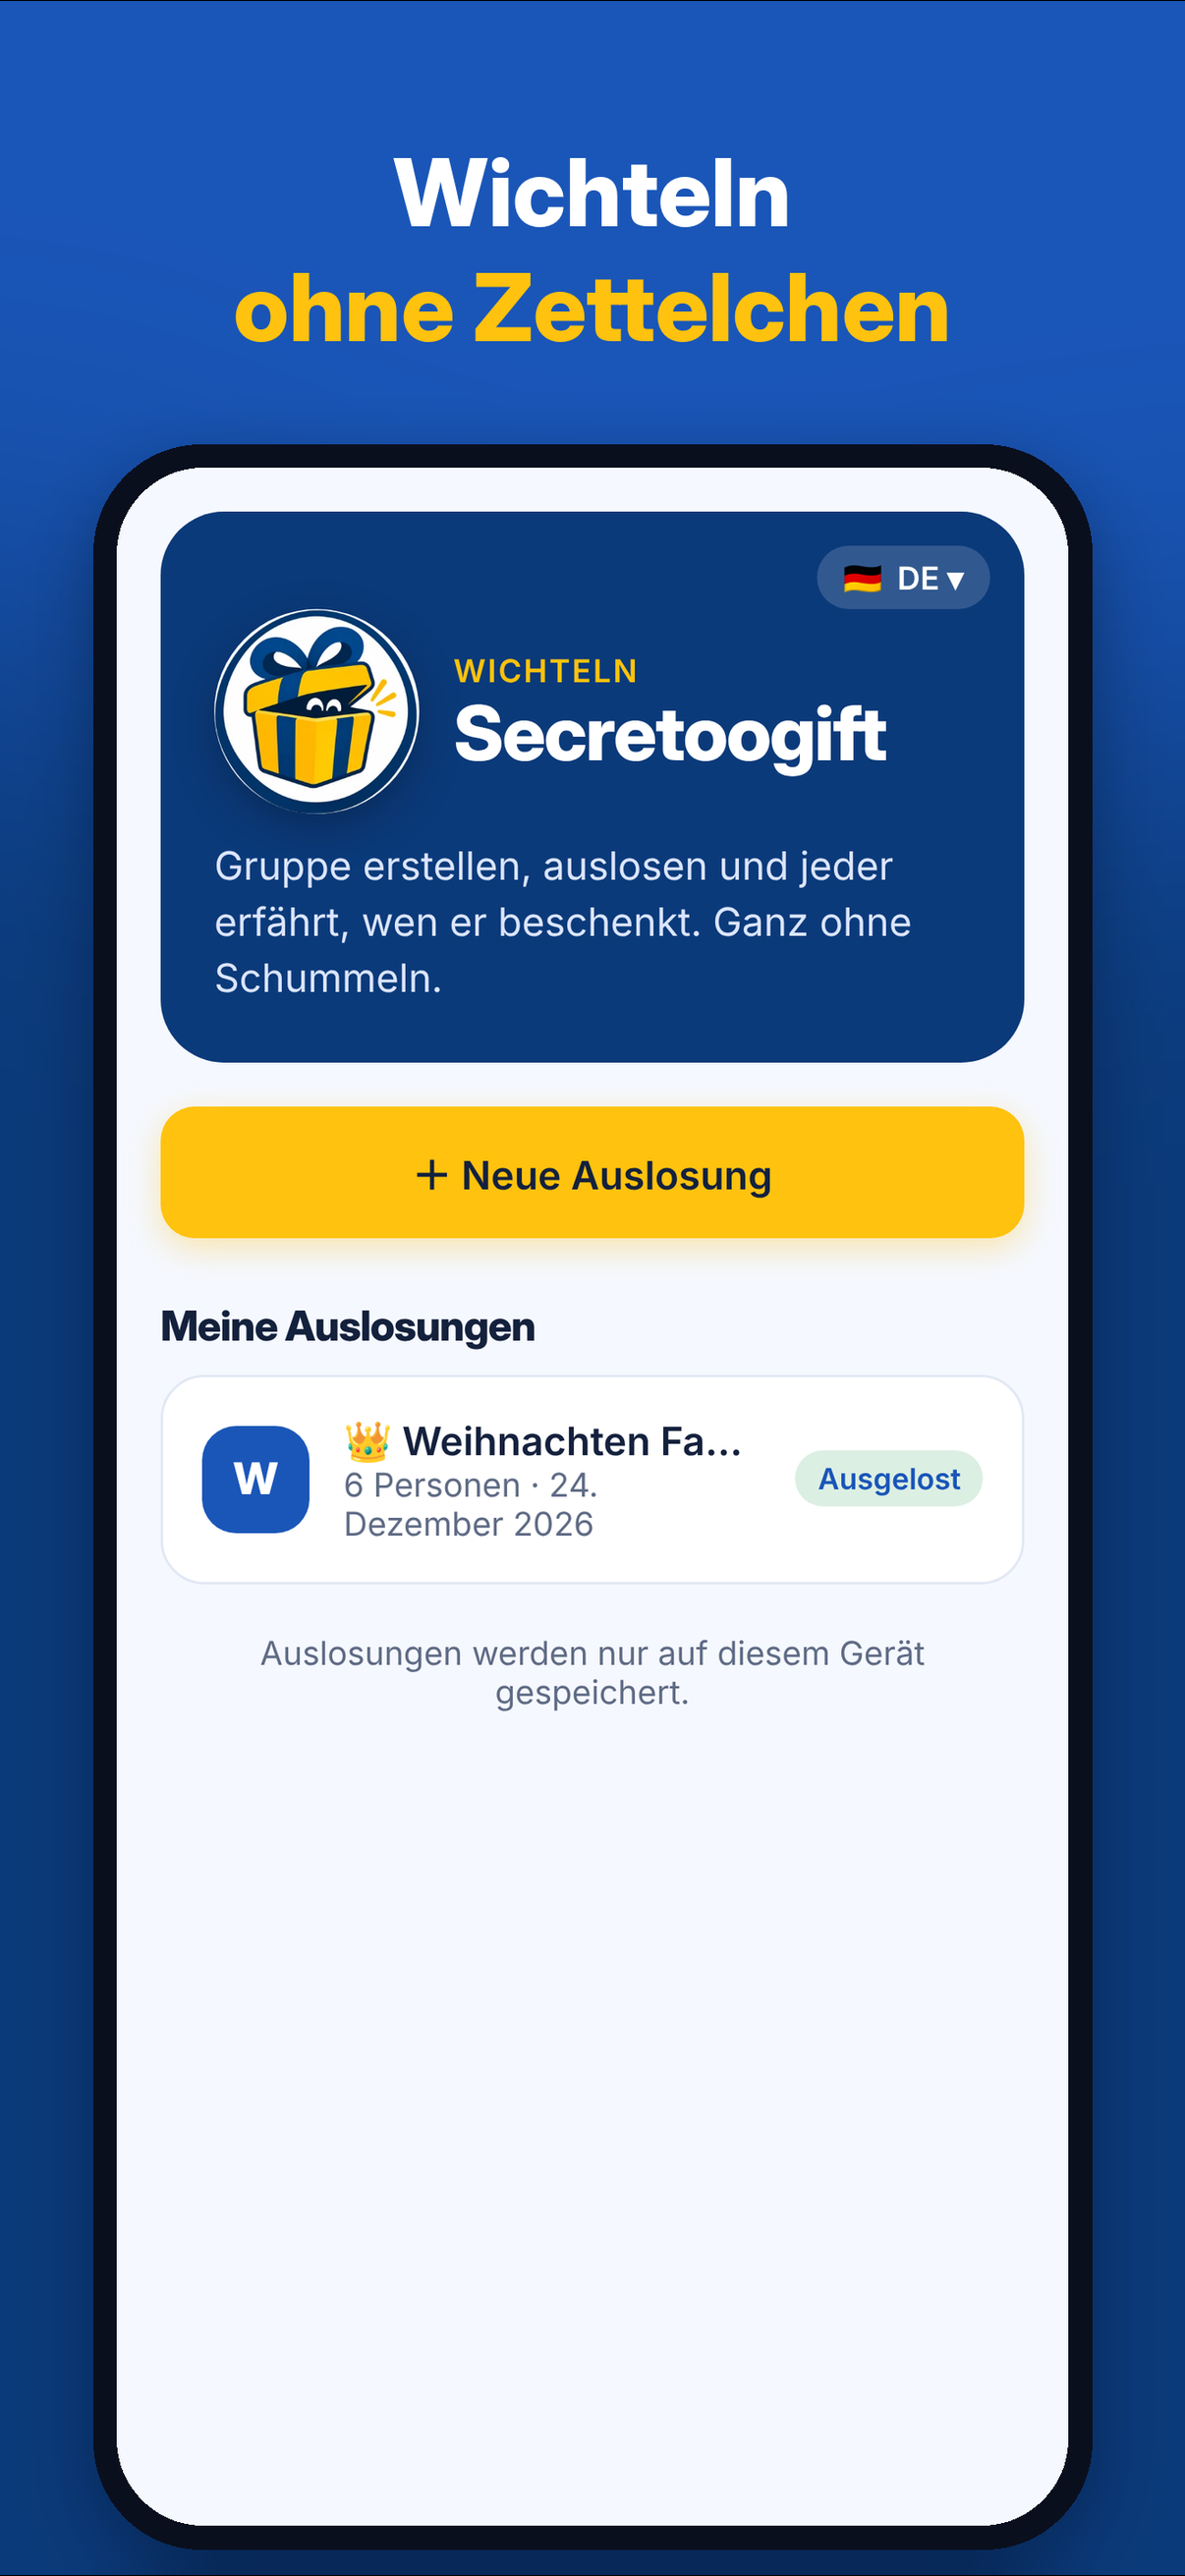 Wichteln
ohne Zettelchen
🇩🇪 DE ▾
WICHTELN
Secretoogift
Gruppe erstellen, auslosen und jeder
erfährt, wen er beschenkt. Ganz ohne
Schummeln.
+ Neue Auslosung
Meine Auslosungen
W
👑 Weihnachten Fa...
6 Personen · 24.
Dezember 2026
Ausgelost
Auslosungen werden nur auf diesem Gerät
gespeichert.